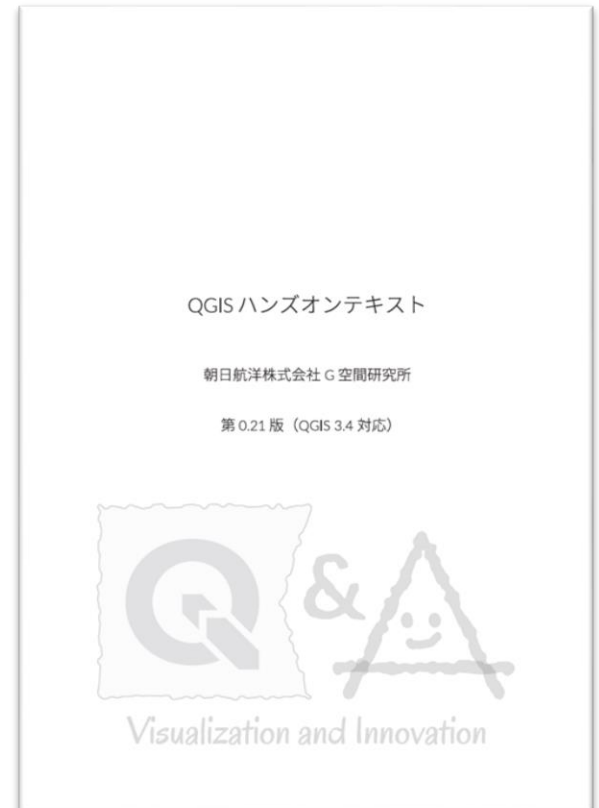 QGIS ハンズオンテキスト
朝日航洋株式会社 G 空間研究所
第 0.21 版（QGIS 3.4 対応）
Q & A
Visualization and Innovation